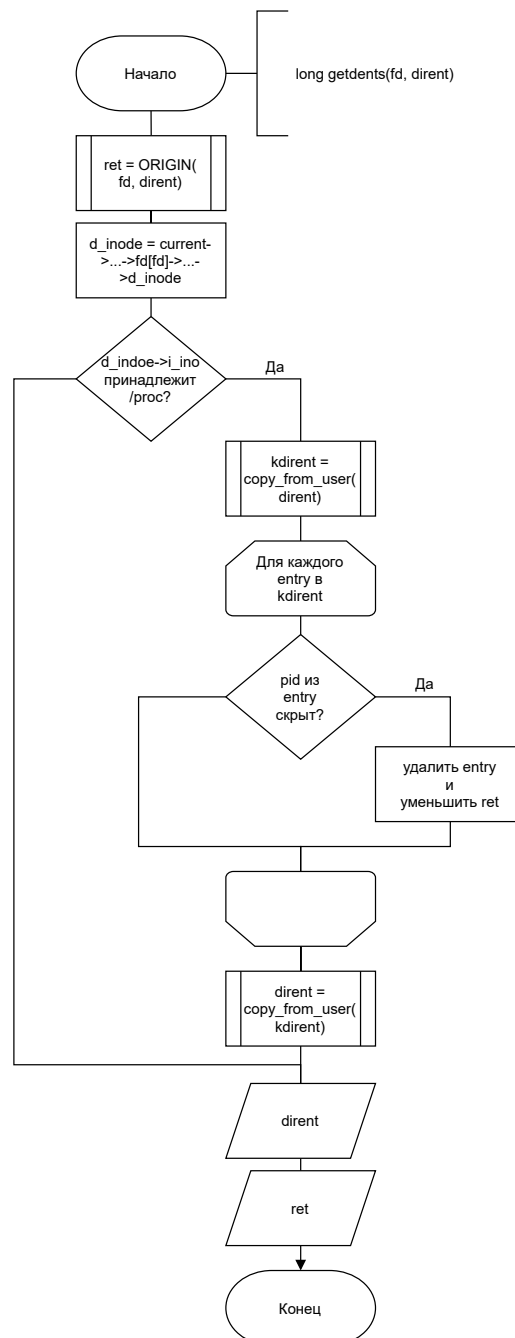 Начало
long getdents(fd, dirent)
ret = ORIGIN(
fd, dirent)
d_inode = current-
>...->fd[fd]->...-
>d_inode
d_indoe->i_ino
принадлежит
/proc?
Да
kdirent =
copy_from_user(
dirent)
Для каждого
entry в
kdirent
pid из
entry
скрыт?
Да
удалить entry
и
уменьшить ret
dirent =
copy_from_user(
kdirent)
dirent
ret
Конец